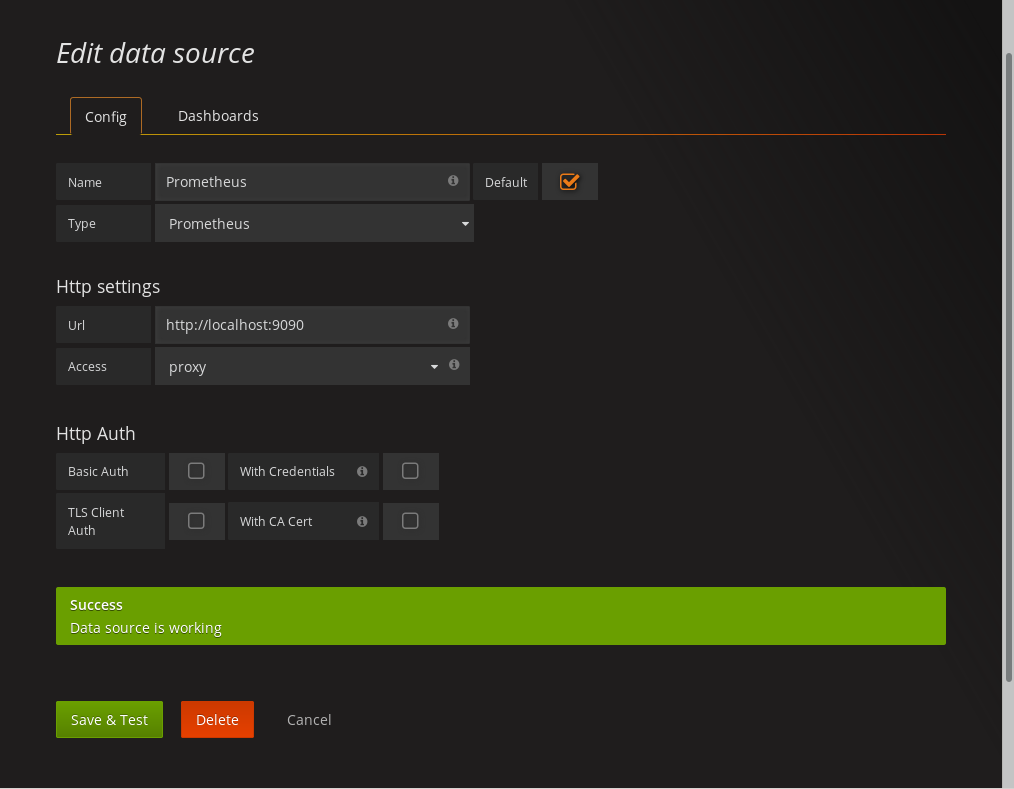 Edit data source
Config Dashboards
Name Prometheus Default
Type Prometheus
Http settings
Url http://localhost:9090
Access proxy
Http Auth
Basic Auth With Credentials
TLS Client
Auth
With CA Cert
Success
Data source is working
Save & Test Delete Cancel